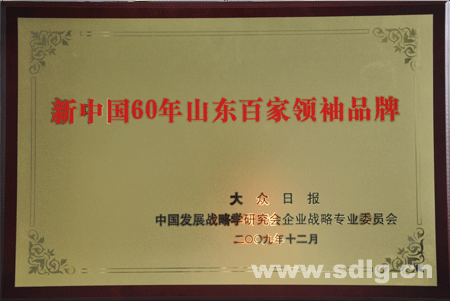 新中国60年山东百家领袖品牌
大众日报
中国发展战略学研究会企业战略专业委员会
二〇〇九年十二月
www.sdlg.cn